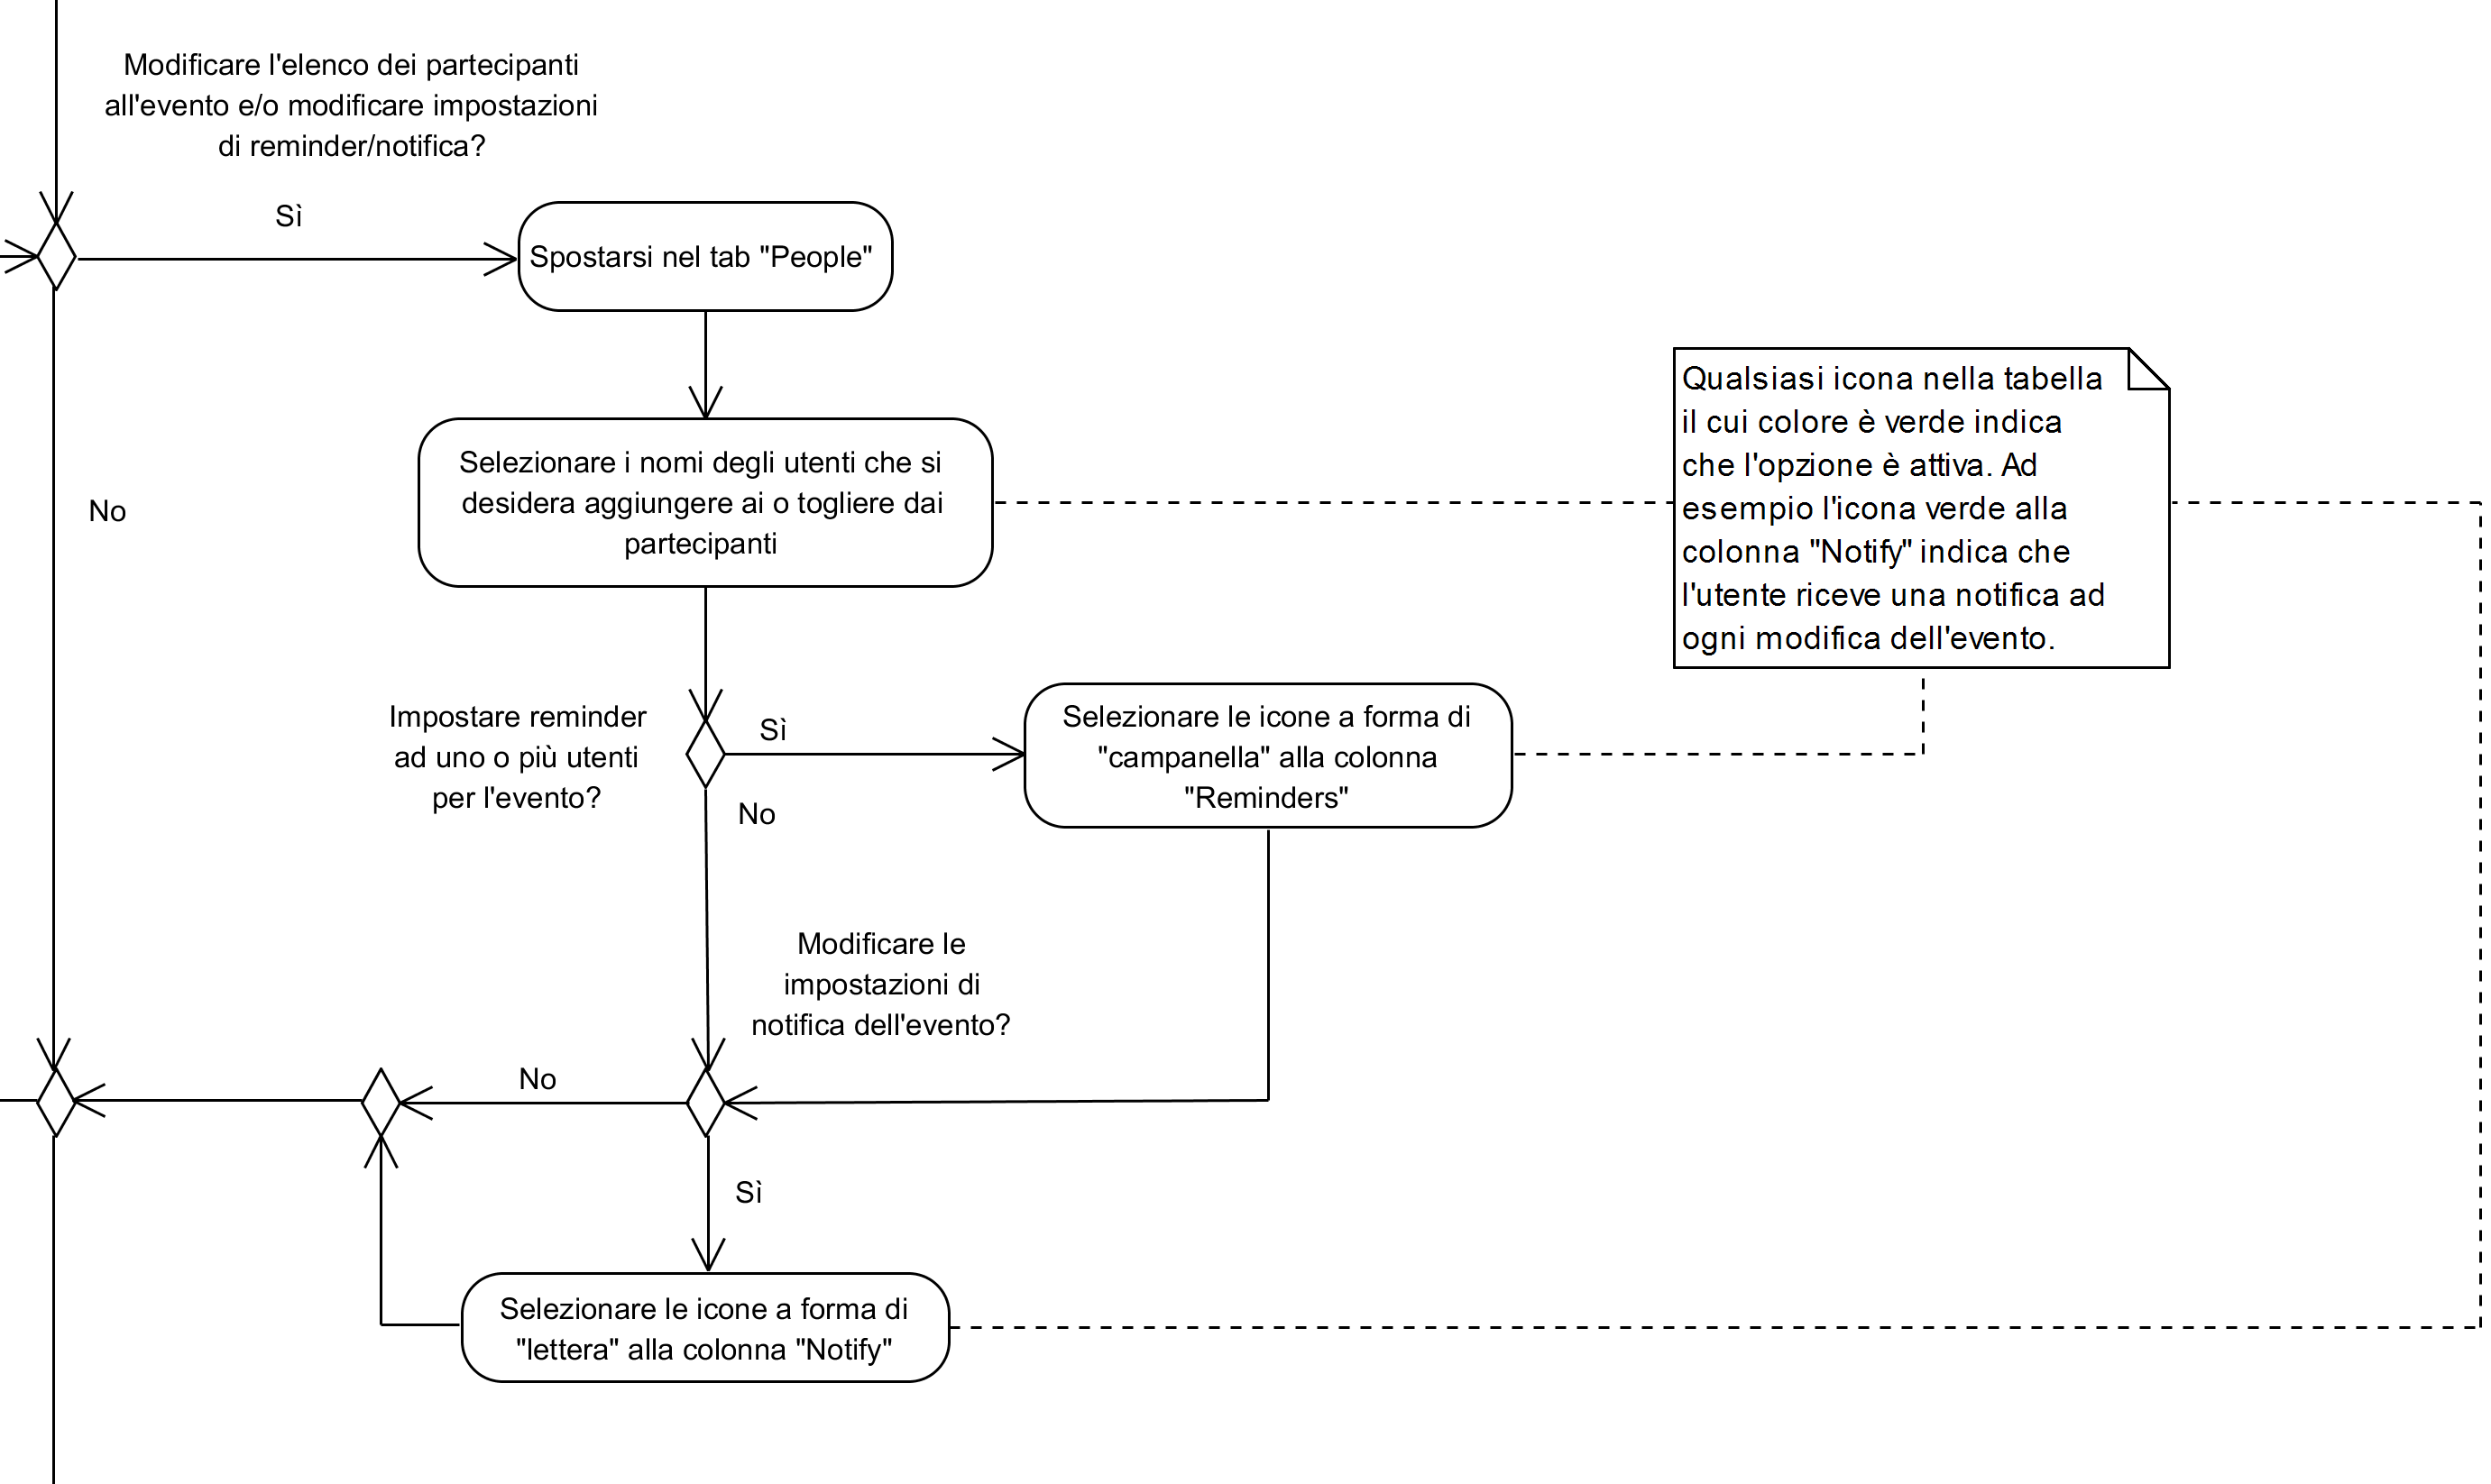 Modificare l'elenco dei partecipanti
all'evento e/o modificare impostazioni
di reminder/notifica?
Sì
Spostarsi nel tab "People"
No
Selezionare i nomi degli utenti che si
desidera aggiungere ai o togliere dai
partecipanti
Qualsiasi icona nella tabella
il cui colore è verde indica
che l'opzione è attiva. Ad
esempio l'icona verde alla
colonna "Notify" indica che
l'utente riceve una notifica ad
ogni modifica dell'evento.
Impostare reminder
ad uno o più utenti
per l'evento?
Sì
No
Selezionare le icone a forma di
"campanella" alla colonna
"Reminders"
Modificare le
impostazioni di
notifica dell'evento?
No
Sì
Selezionare le icone a forma di
"lettera" alla colonna "Notify"